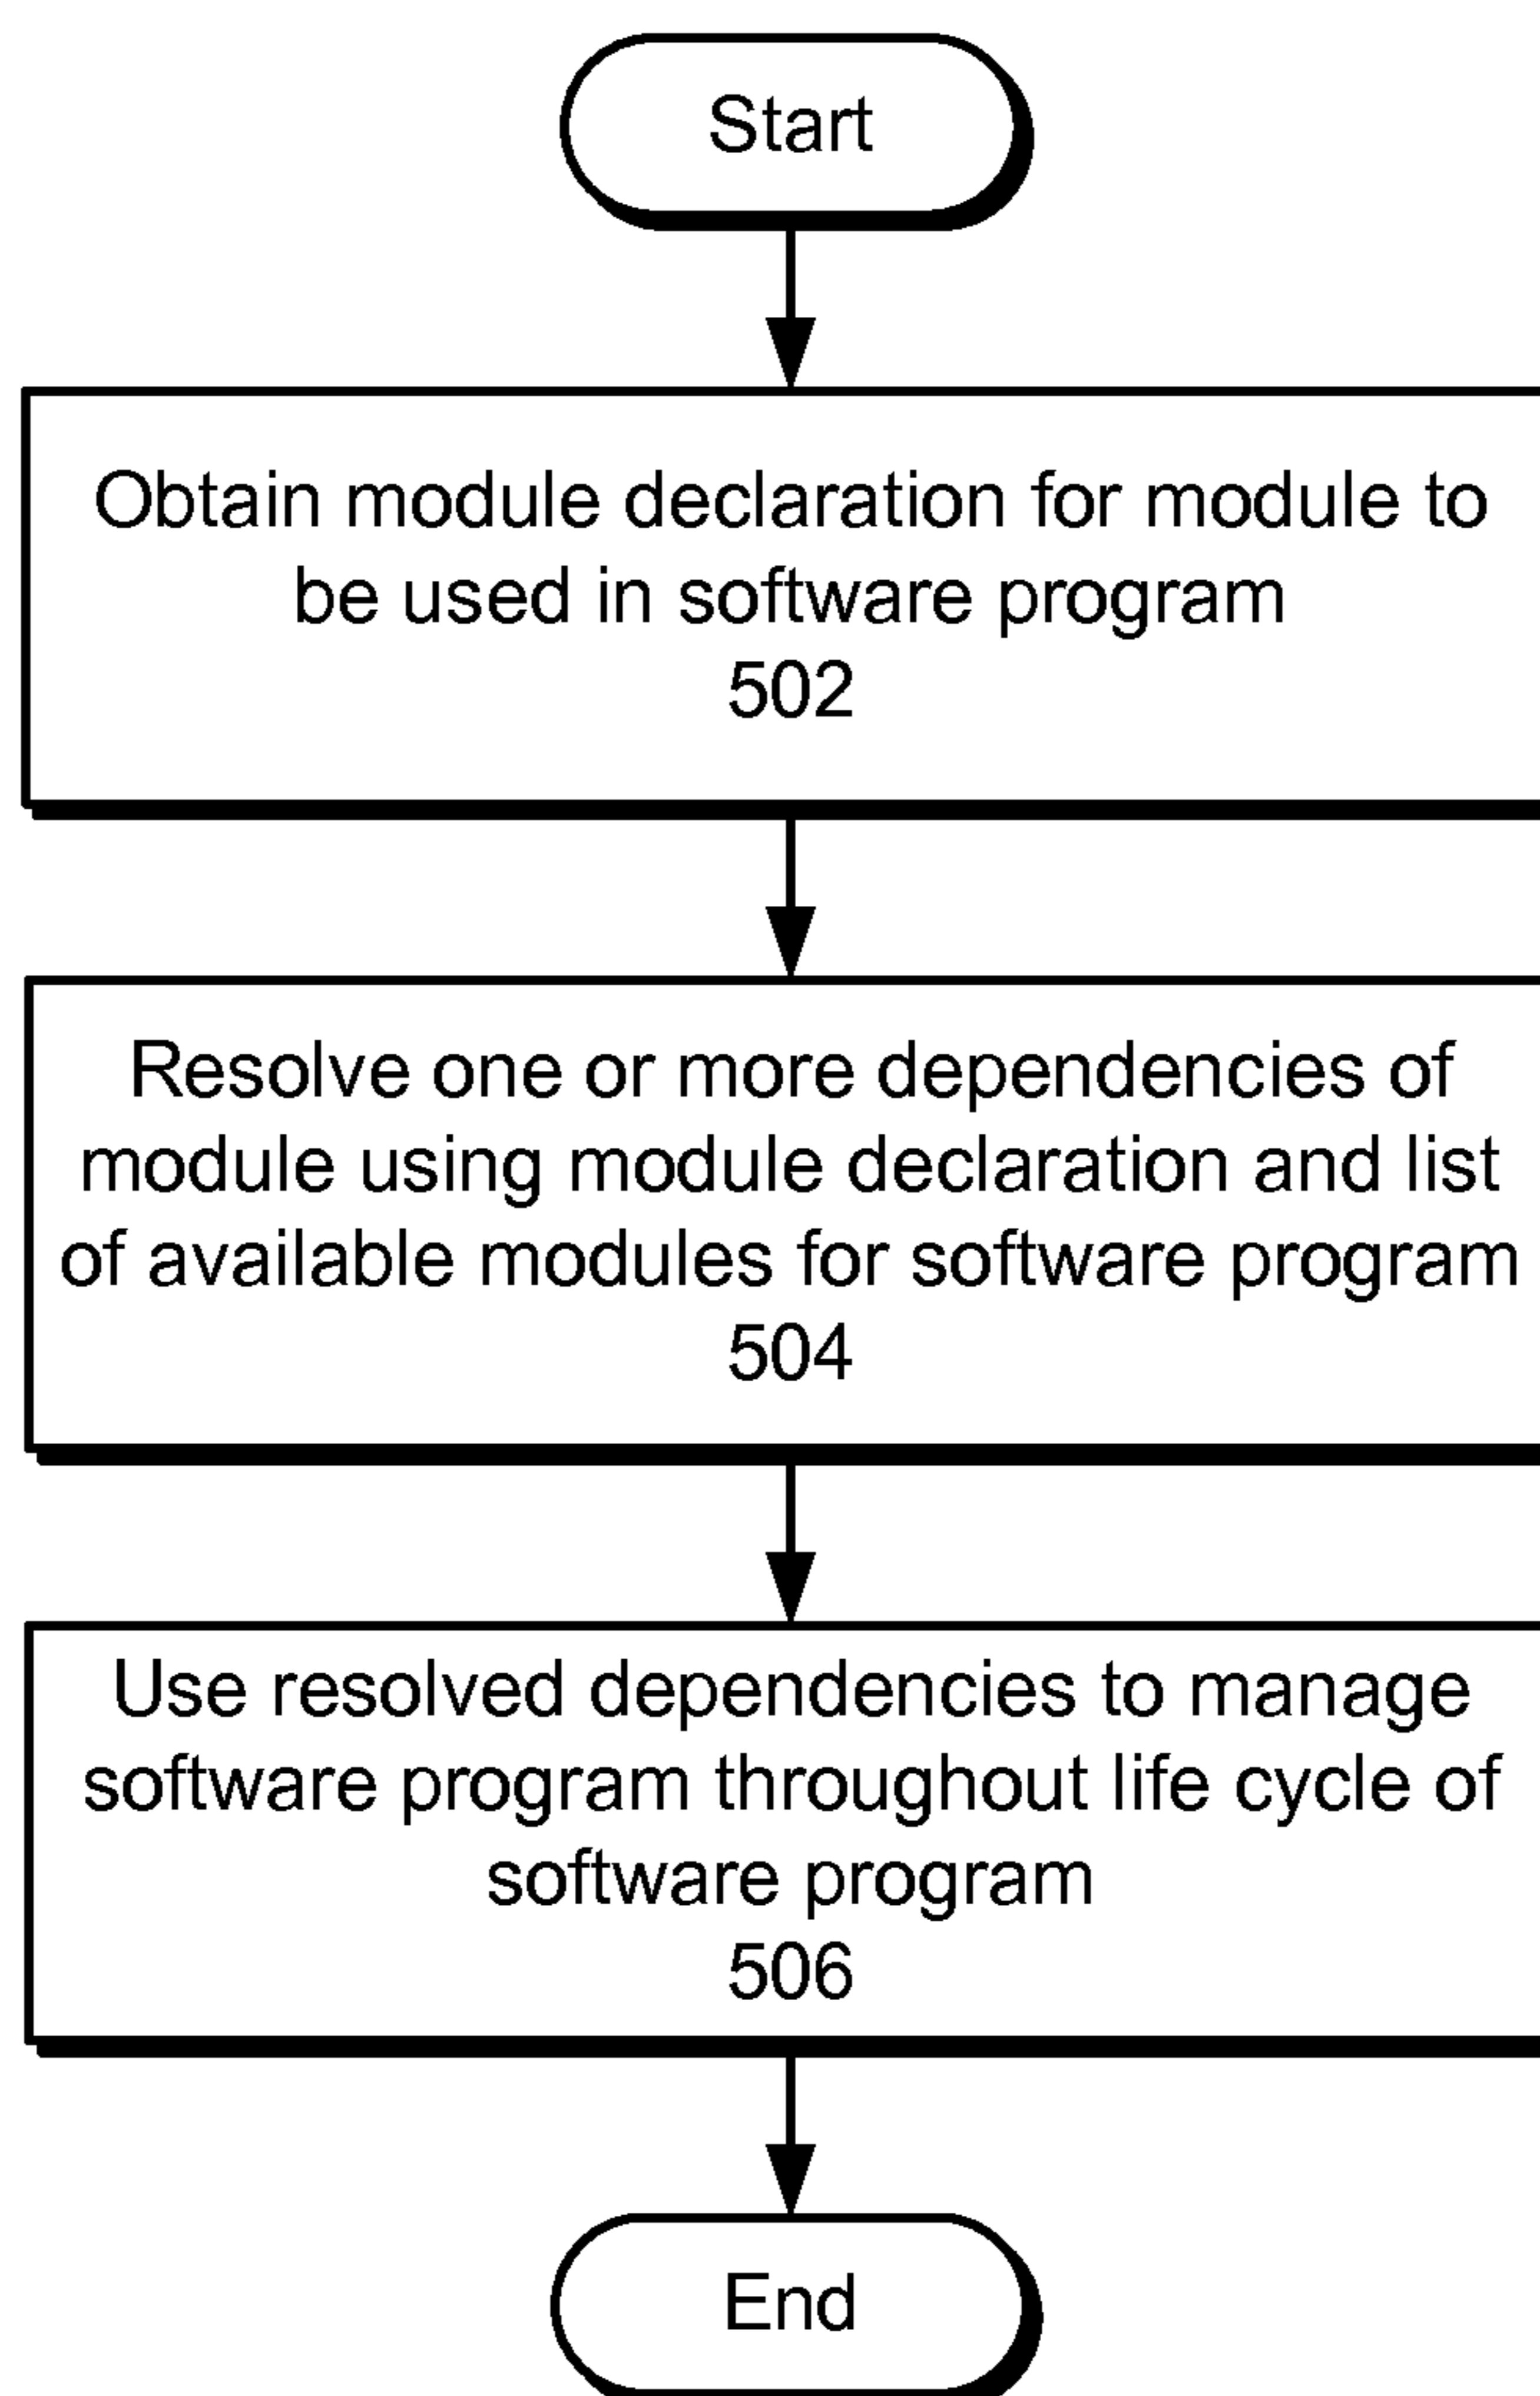 Start
Obtain module declaration for module to
be used in software program
502
Resolve one or more dependencies of
module using module declaration and list
of available modules for software program
504
Use resolved dependencies to manage
software program throughout life cycle of
software program
506
End